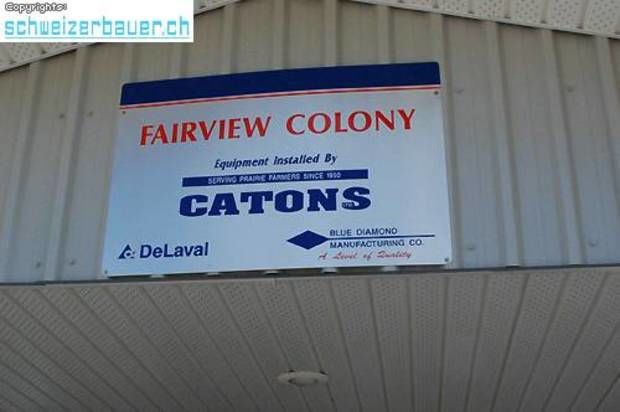 Copyrights:
schweizerbauer.ch
FAIRVIEW COLONY
Equipment Installed By
SERVING PRAIRIE FARMERS SINCE 1950
CATONS
DeLaval
BLUE DIAMOND
MANUFACTURING CO.
A Level of Quality